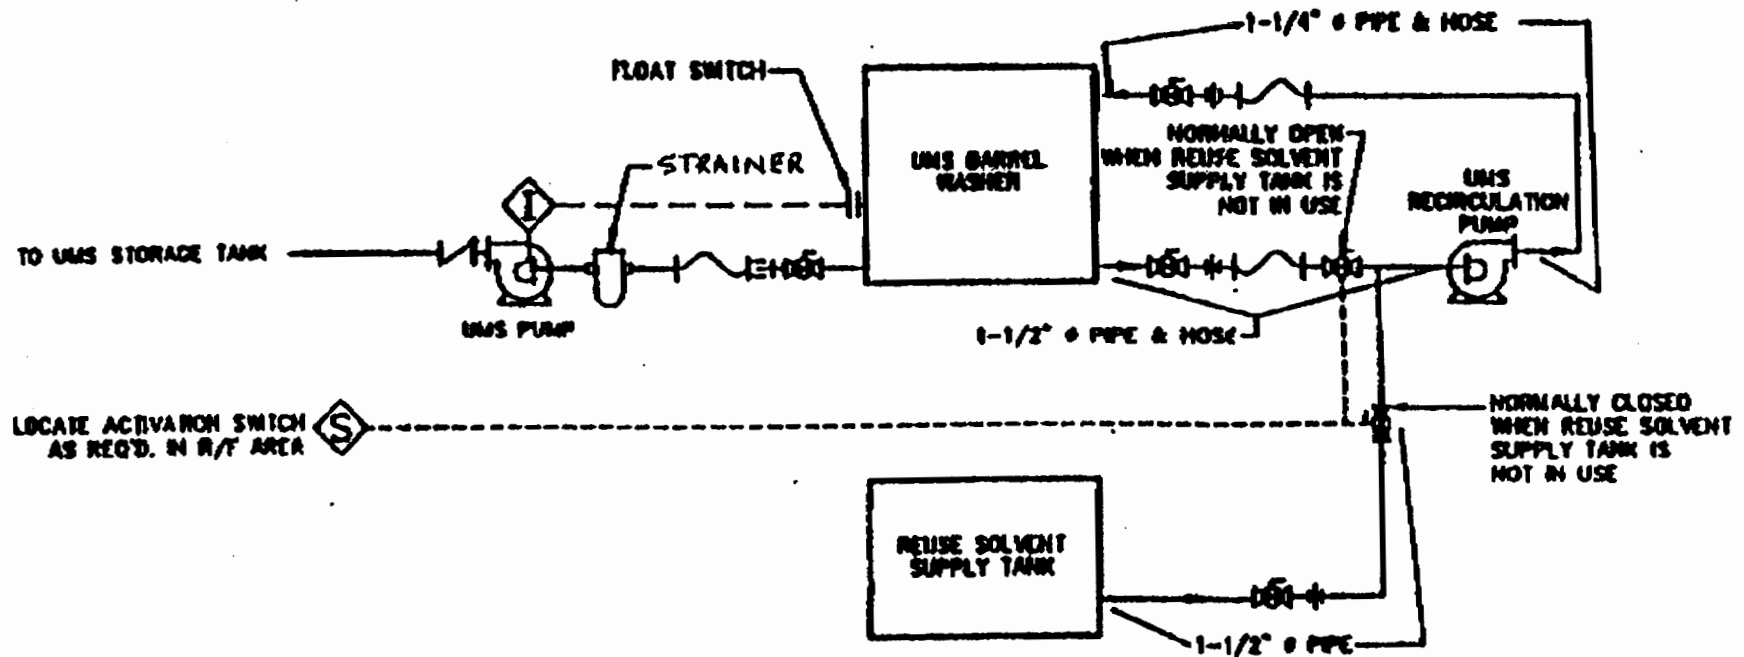 1-1/4" ø PIPE & HOSE
FLOAT SWITCH
STRAINER
UMS BARREL
WASHER
NORMALLY OPEN
WHEN REUSE SOLVENT
SUPPLY TANK IS
NOT IN USE
UMS
RECIRCULATION
PUMP
I
TO UMS STORAGE TANK
UMS PUMP
1-1/2" ø PIPE & HOSE
LOCATE ACTIVATION SWITCH
AS REQ'D. IN R/F AREA
S
NORMALLY CLOSED
WHEN REUSE SOLVENT
SUPPLY TANK IS
NOT IN USE
REUSE SOLVENT
SUPPLY TANK
1-1/2" ø PIPE